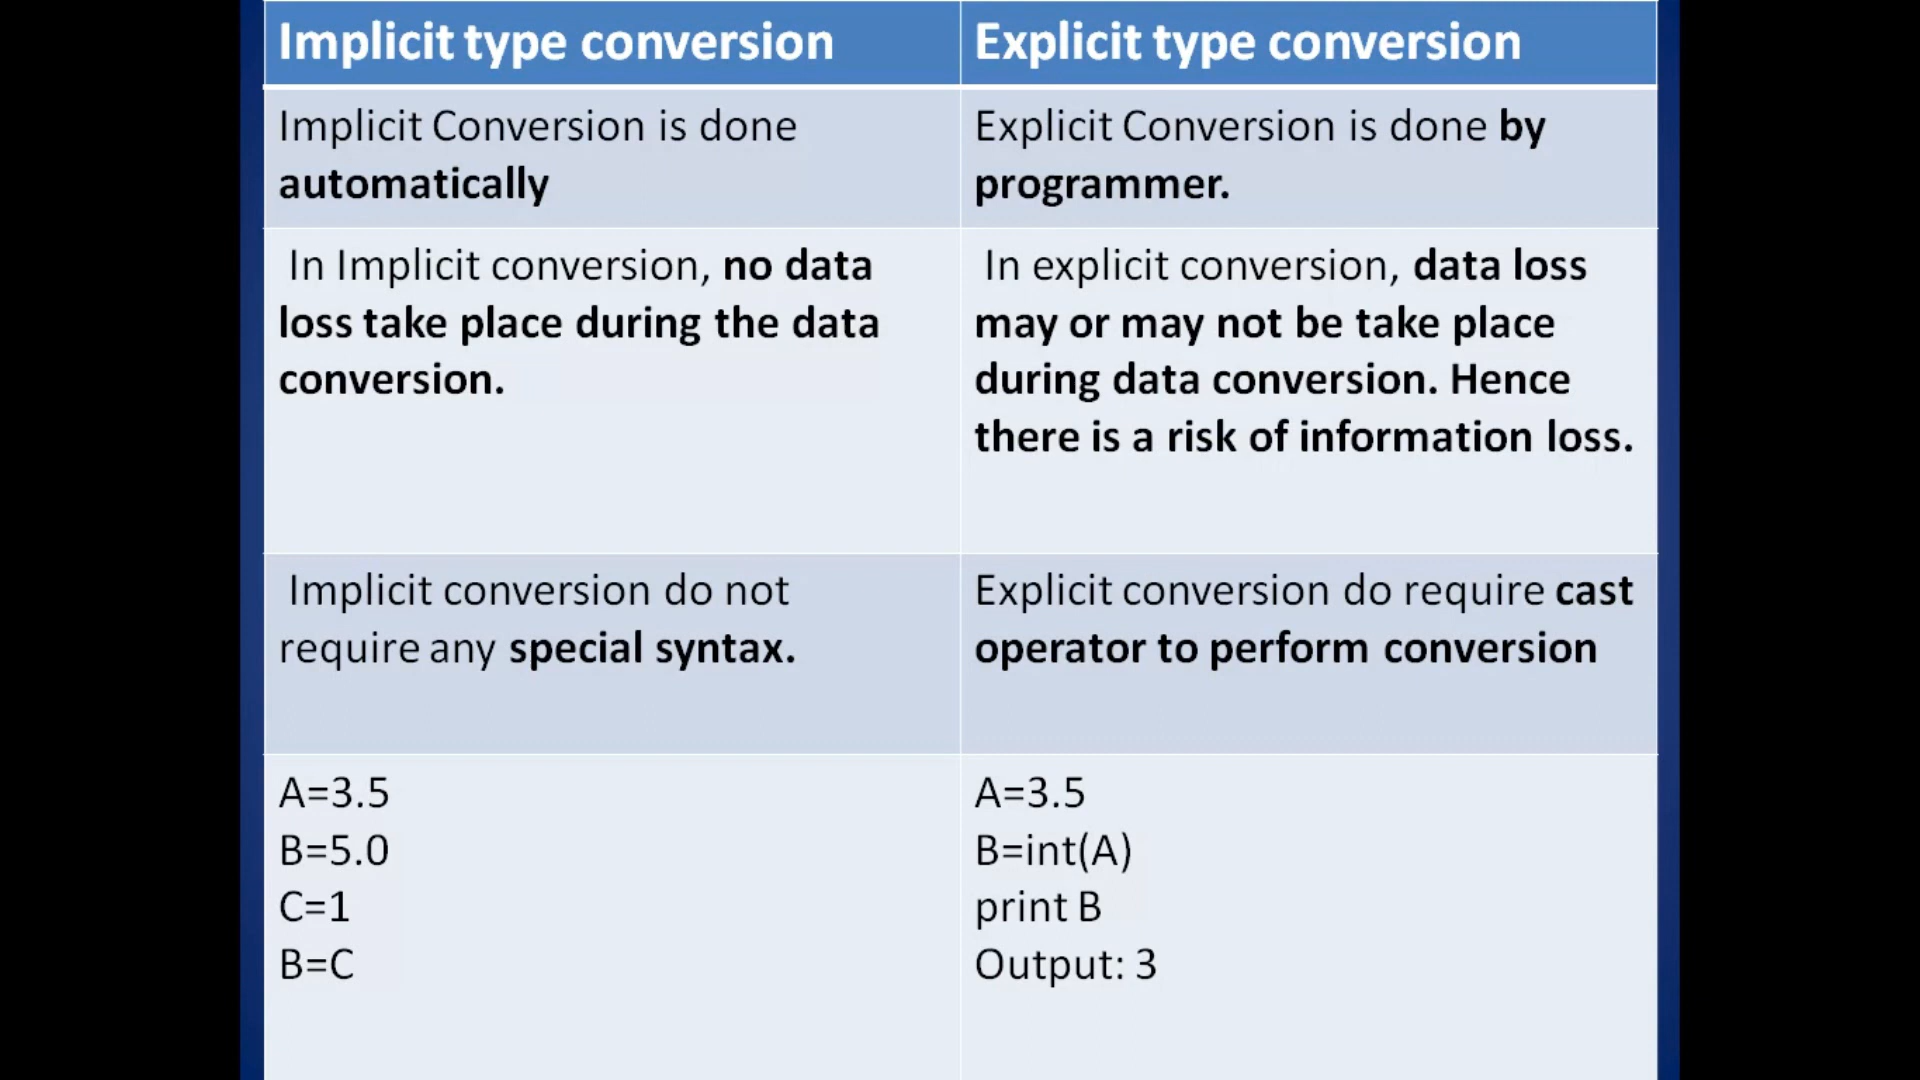 Implicit type conversion
Explicit type conversion
Implicit Conversion is done
automatically
Explicit Conversion is done by
programmer.
In Implicit conversion, no data
loss take place during the data
conversion.
In explicit conversion, data loss
may or may not be take place
during data conversion. Hence
there is a risk of information loss.
Implicit conversion do not
require any special syntax.
Explicit conversion do require cast
operator to perform conversion
A=3.5
B=5.0
C=1
B=C
A=3.5
B=int(A)
print B
Output: 3